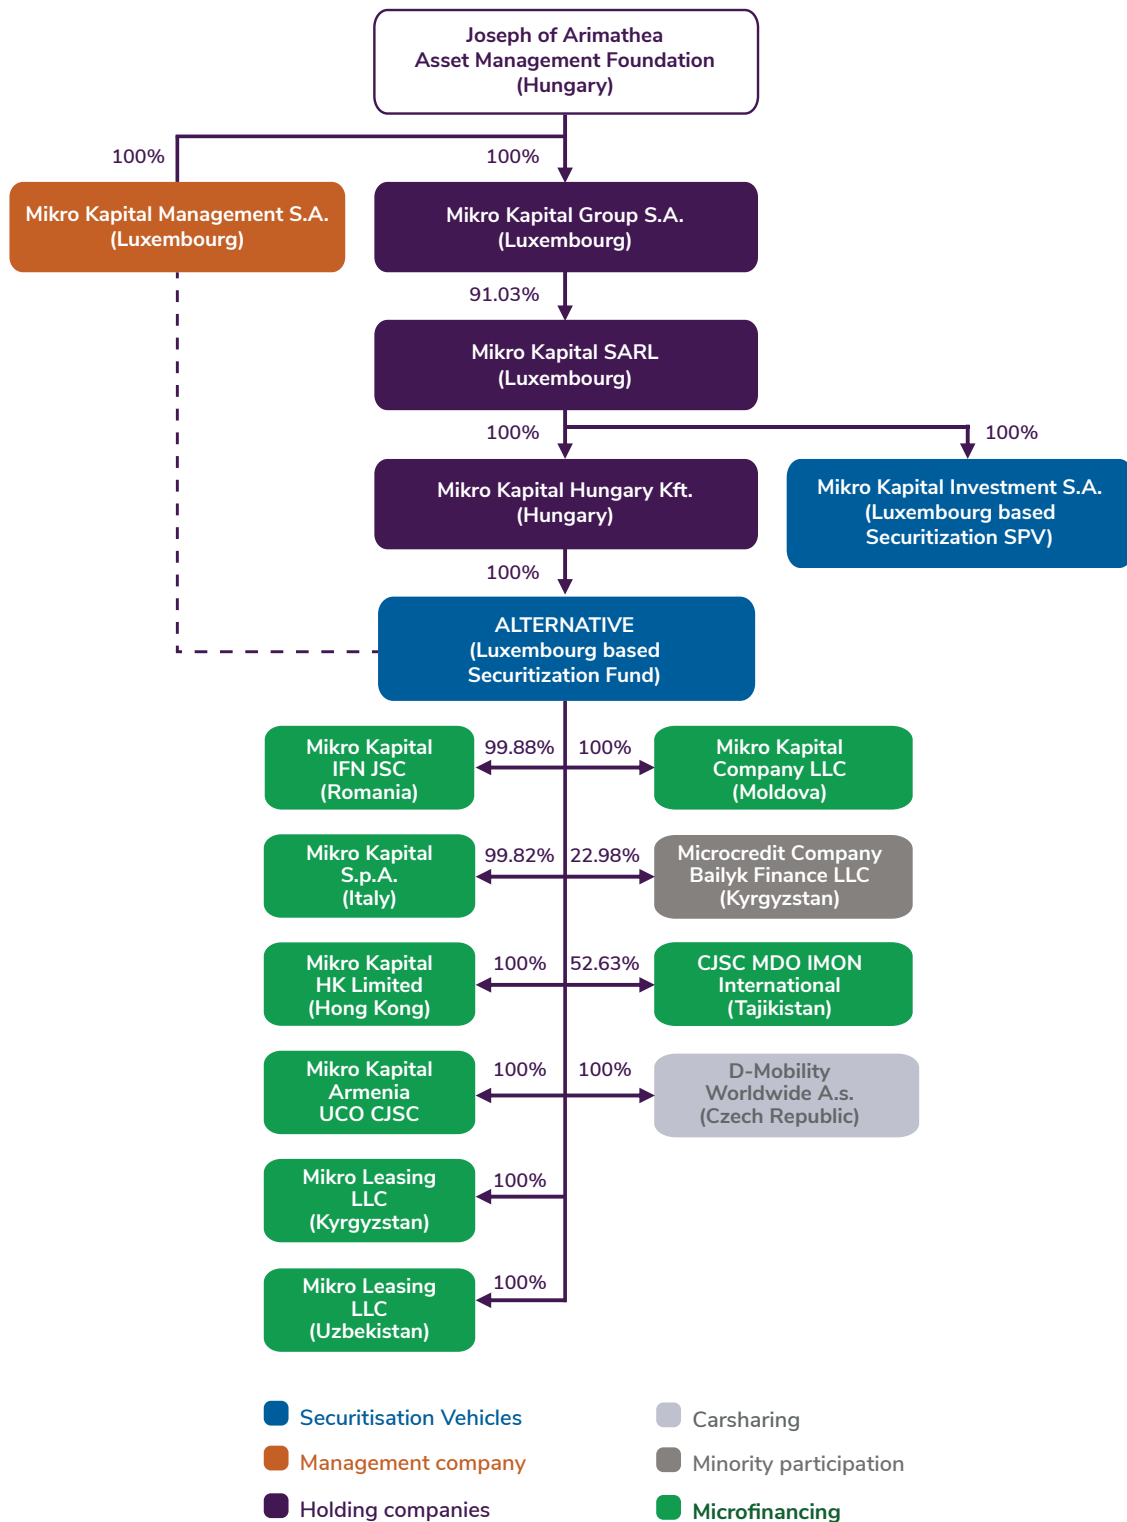 Joseph of Arimathea
Asset Management Foundation
(Hungary)
100%
100%
Mikro Kapital Management S.A.
(Luxembourg)
Mikro Kapital Group S.A.
(Luxembourg)
91.03%
Mikro Kapital SARL
(Luxembourg)
100%
100%
Mikro Kapital Hungary Kft.
(Hungary)
Mikro Kapital Investment S.A.
(Luxembourg based
Securitization SPV)
100%
ALTERNATIVE
(Luxembourg based
Securitization Fund)
Mikro Kapital
IFN JSC
(Romania)
99.88%
100%
Mikro Kapital
Company LLC
(Moldova)
Mikro Kapital
S.p.A.
(Italy)
99.82%
22.98%
Microcredit Company
Bailyk Finance LLC
(Kyrgyzstan)
Mikro Kapital
HK Limited
(Hong Kong)
100%
52.63%
CJSC MDO IMON
International
(Tajikistan)
Mikro Kapital
Armenia
UCO CJSC
100%
100%
D-Mobility
Worldwide A.s.
(Czech Republic)
Mikro Leasing
LLC
(Kyrgyzstan)
100%
Mikro Leasing
LLC
(Uzbekistan)
100%
Securitisation Vehicles
Management company
Holding companies
Carsharing
Minority participation
Microfinancing